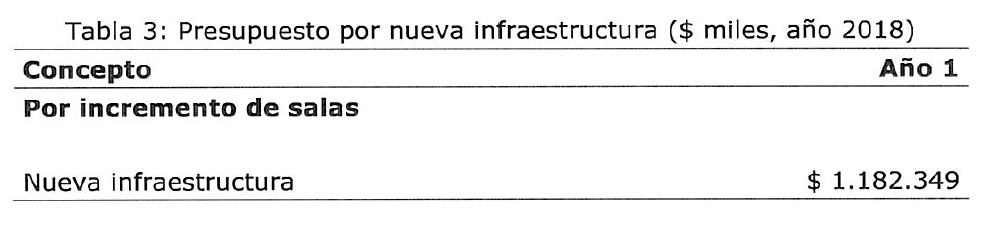 Tabla 3: Presupuesto por nueva infraestructura ($ miles, año 2018)
Concepto Año 1
Por incremento de salas
Nueva infraestructura $ 1.182.349